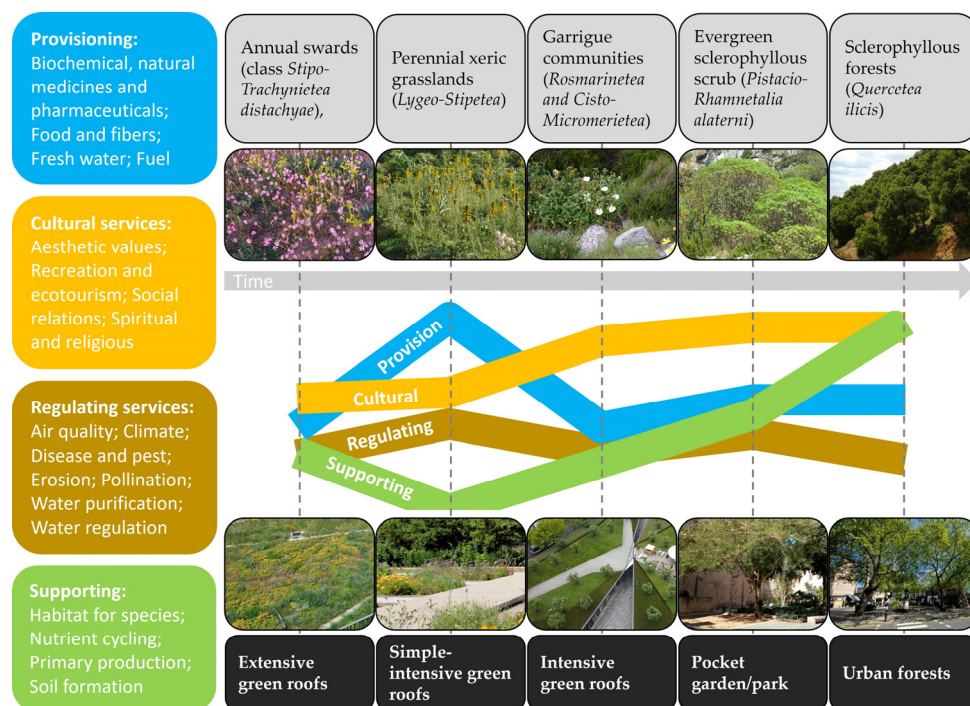 Provisioning:
Biochemical, natural
medicines and
pharmaceuticals;
Food and fibers;
Fresh water; Fuel
Cultural services:
Aesthetic values;
Recreation and
ecotourism; Social
relations; Spiritual
and religious
Regulating services:
Air quality; Climate;
Disease and pest;
Erosion; Pollination;
Water purification;
Water regulation
Supporting:
Habitat for species;
Nutrient cycling;
Primary production;
Soil formation
Annual swards
(class Stipo-
Trachynietea
distachyae),
Perennial xeric
grasslands
(Lygeo-Stipetea)
Garrigue
communities
(Rosmarinetea and
Cisto-
Micromerietea)
Evergreen
sclerophyllous
scrub (Pistacio-
Rhamnetalia
alaterni)
Sclerophyllous
forests
(Quercetea
ilicis)
Time
Provision
Cultural
Regulating
Supporting
Extensive
green roofs
Simple-
intensive green
roofs
Intensive
green roofs
Pocket
garden/park
Urban forests